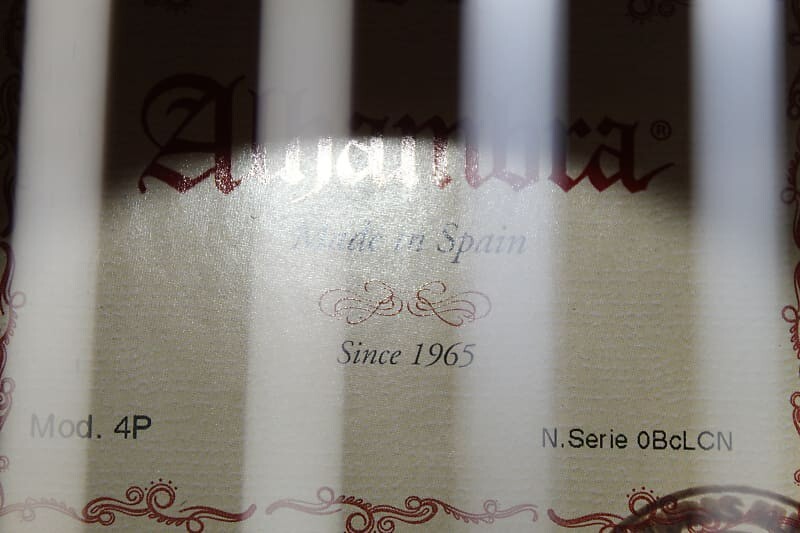 Alhambra®
Made in Spain
Since 1965
Mod. 4P
N.Serie 0BcLCN